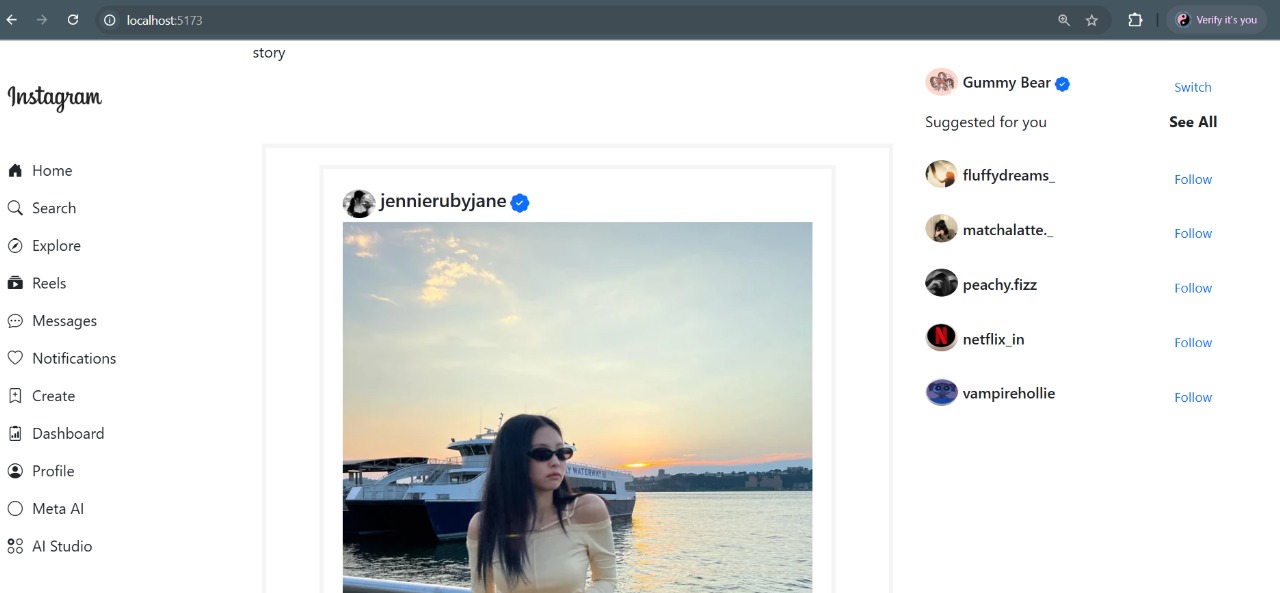 localhost:5173
Verify it's you
story
Instagram
Home
Search
Explore
Reels
Messages
Notifications
Create
Dashboard
Profile
Meta AI
AI Studio
jennierubyjane
WATERWAY
Gummy Bear
Switch
Suggested for you
See All
fluffydreams_
Follow
matchalatte._
Follow
peachy.fizz
Follow
N
netflix_in
Follow
vampirehollie
Follow